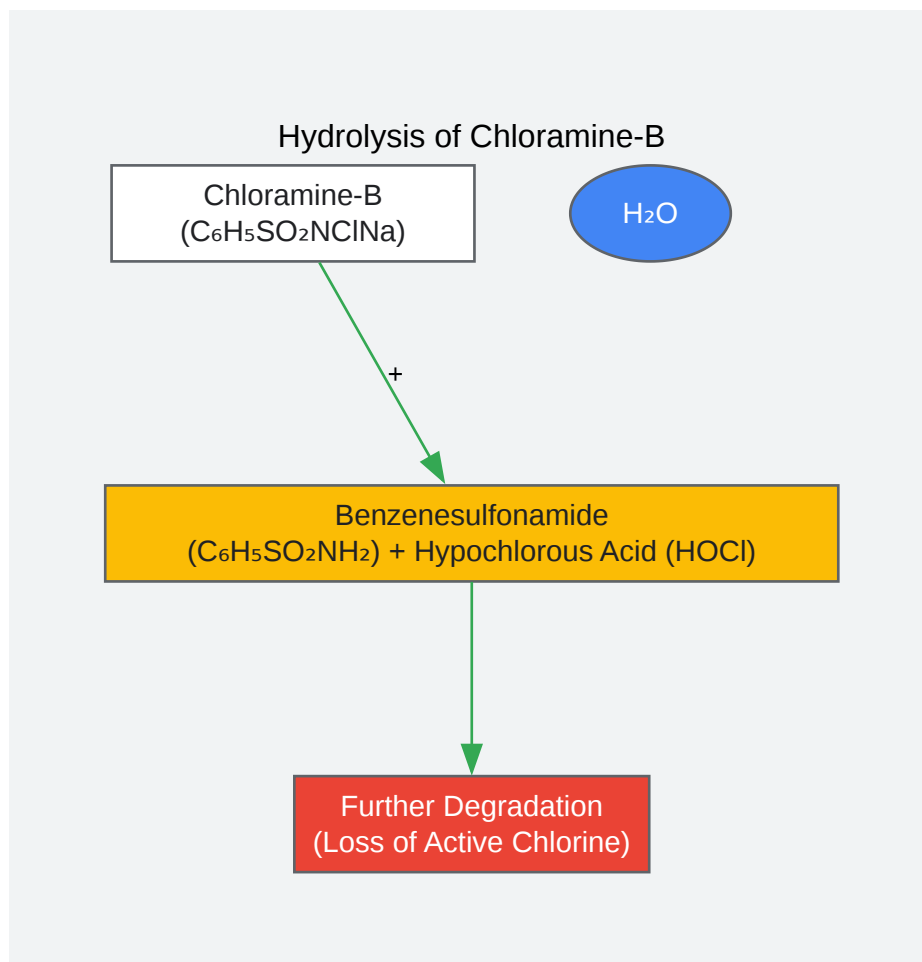 Hydrolysis of Chloramine-B
Chloramine-B
(C₆H₅SO₂NClNa)
H₂O
+
Benzenesulfonamide
(C₆H₅SO₂NH₂) + Hypochlorous Acid (HOCl)
Further Degradation
(Loss of Active Chlorine)